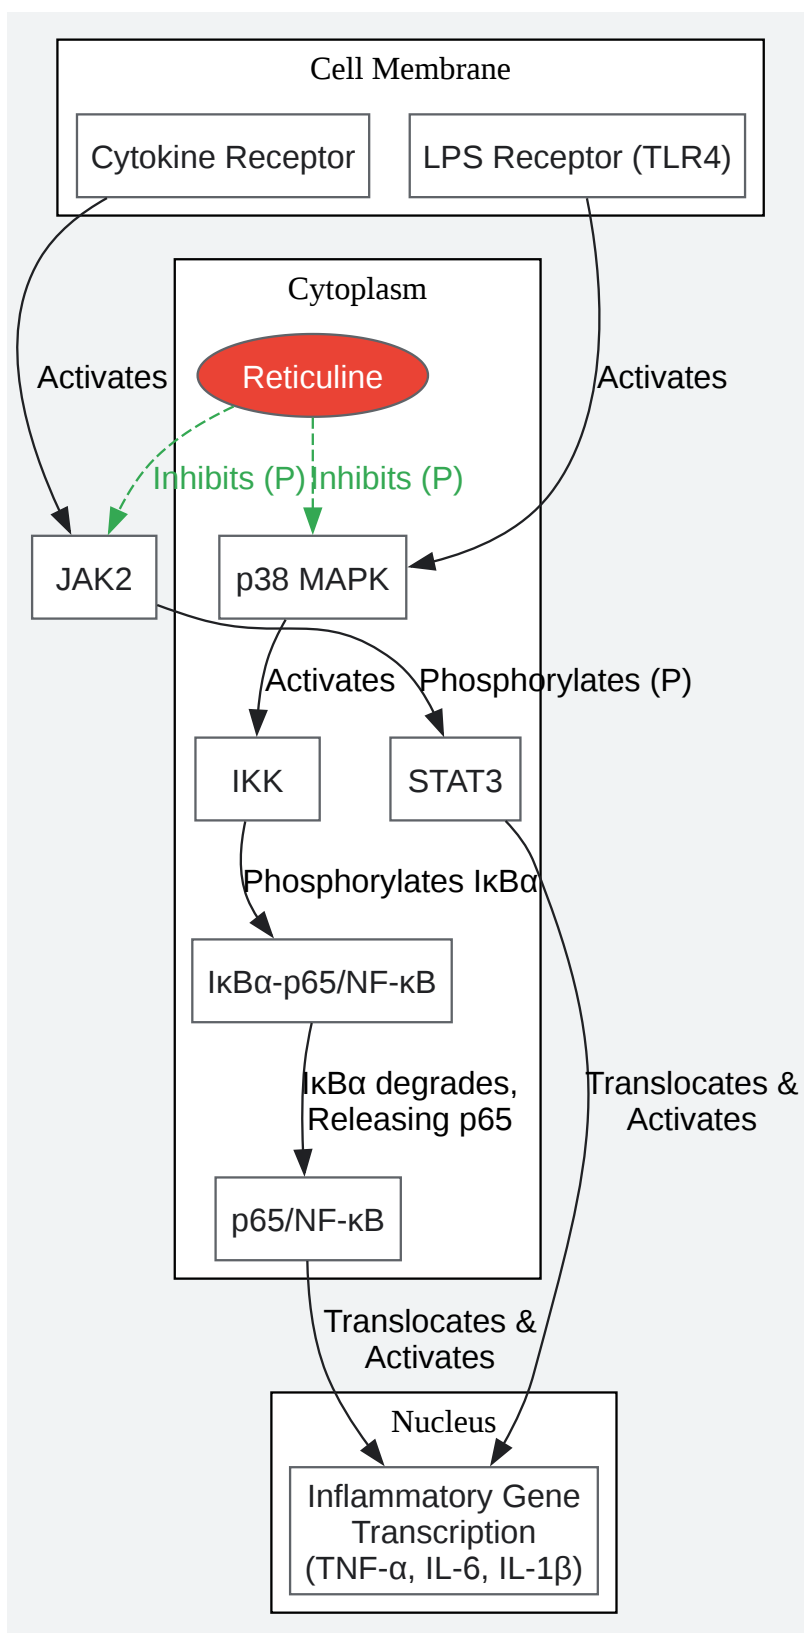 Cell Membrane
Cytokine Receptor
LPS Receptor (TLR4)
Cytoplasm
Reticuline
Activates
Activates
Inhibits (P)
Inhibits (P)
JAK2
p38 MAPK
Activates
Phosphorylates (P)
IKK
STAT3
Phosphorylates IκBα
IκBα-p65/NF-κB
IκBα degrades,
Releasing p65
Translocates &
Activates
p65/NF-κB
Translocates &
Activates
Nucleus
Inflammatory Gene
Transcription
(TNF-α, IL-6, IL-1β)